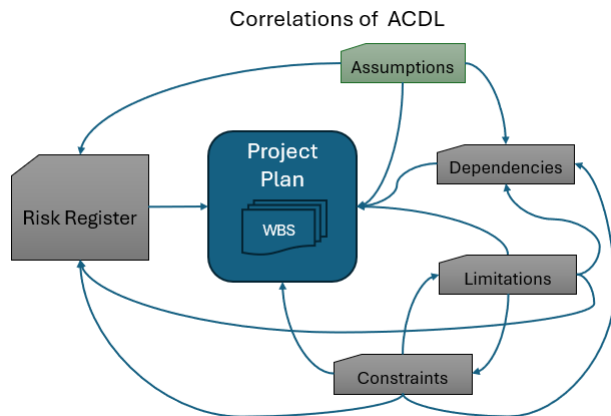 Correlations of ACDL
Assumptions
Project
Plan
WBS
Dependencies
Risk Register
Limitations
Constraints